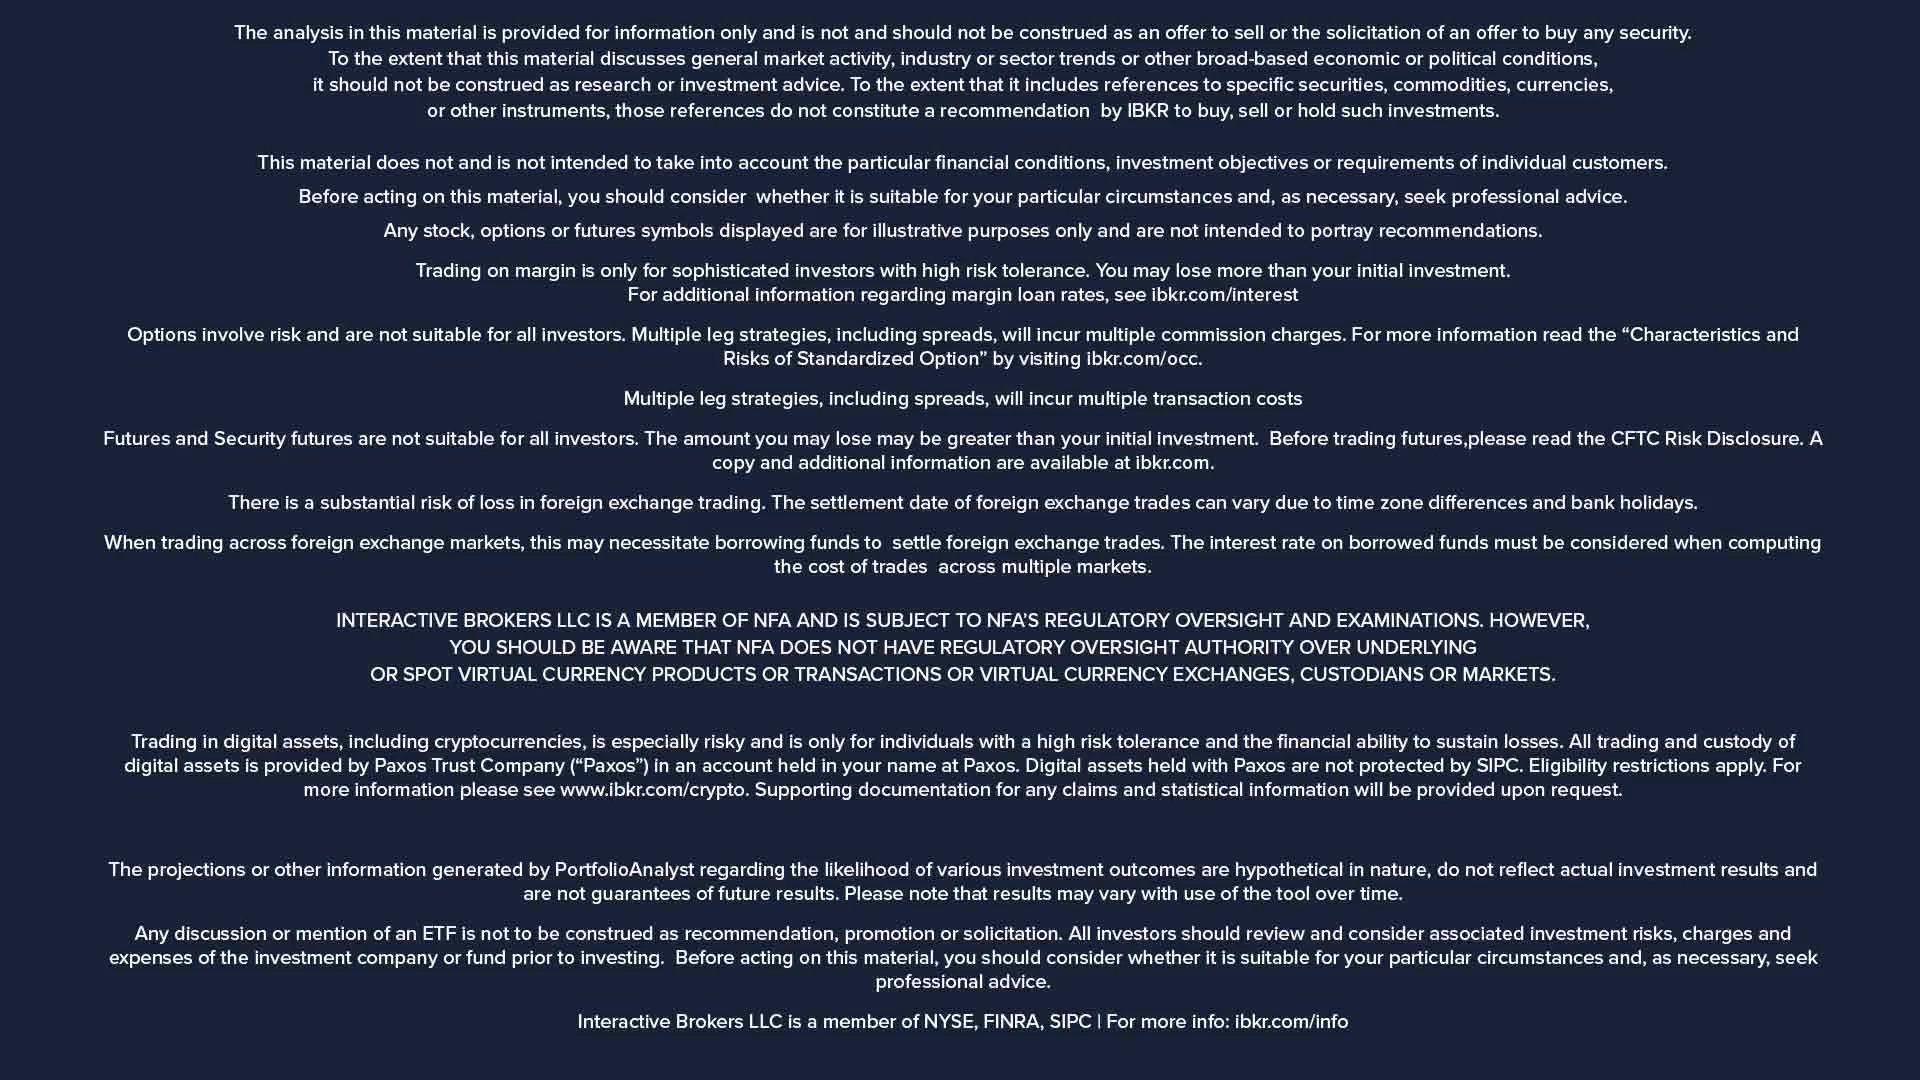 The analysis in this material is provided for information only and is not and should not be construed as an offer to sell or the solicitation of an offer to buy any security.
To the extent that this material discusses general market activity, industry or sector trends or other broad-based economic or political conditions,
it should not be construed as research or investment advice. To the extent that it includes references to specific securities, commodities, currencies,
or other instruments, those references do not constitute a recommendation  by IBKR to buy, sell or hold such investments.
This material does not and is not intended to take into account the particular financial conditions, investment objectives or requirements of individual customers.
Before acting on this material, you should consider  whether it is suitable for your particular circumstances and, as necessary, seek professional advice.
Any stock, options or futures symbols displayed are for illustrative purposes only and are not intended to portray recommendations.
Trading on margin is only for sophisticated investors with high risk tolerance. You may lose more than your initial investment.
For additional information regarding margin loan rates, see ibkr.com/interest
Options involve risk and are not suitable for all investors. Multiple leg strategies, including spreads, will incur multiple commission charges. For more information read the “Characteristics and
Risks of Standardized Option” by visiting ibkr.com/occ.
Multiple leg strategies, including spreads, will incur multiple transaction costs
Futures and Security futures are not suitable for all investors. The amount you may lose may be greater than your initial investment.  Before trading futures,please read the CFTC Risk Disclosure. A
copy and additional information are available at ibkr.com.
There is a substantial risk of loss in foreign exchange trading. The settlement date of foreign exchange trades can vary due to time zone differences and bank holidays.
When trading across foreign exchange markets, this may necessitate borrowing funds to  settle foreign exchange trades. The interest rate on borrowed funds must be considered when computing
the cost of trades  across multiple markets.
INTERACTIVE BROKERS LLC IS A MEMBER OF NFA AND IS SUBJECT TO NFA’S REGULATORY OVERSIGHT AND EXAMINATIONS. HOWEVER,
YOU SHOULD BE AWARE THAT NFA DOES NOT HAVE REGULATORY OVERSIGHT AUTHORITY OVER UNDERLYING
OR SPOT VIRTUAL CURRENCY PRODUCTS OR TRANSACTIONS OR VIRTUAL CURRENCY EXCHANGES, CUSTODIANS OR MARKETS.
Trading in digital assets, including cryptocurrencies, is especially risky and is only for individuals with a high risk tolerance and the financial ability to sustain losses. All trading and custody of
digital assets is provided by Paxos Trust Company (“Paxos”) in an account held in your name at Paxos. Digital assets held with Paxos are not protected by SIPC. Eligibility restrictions apply. For
more information please see www.ibkr.com/crypto. Supporting documentation for any claims and statistical information will be provided upon request.
The projections or other information generated by PortfolioAnalyst regarding the likelihood of various investment outcomes are hypothetical in nature, do not reflect actual investment results and
are not guarantees of future results. Please note that results may vary with use of the tool over time.
Any discussion or mention of an ETF is not to be construed as recommendation, promotion or solicitation. All investors should review and consider associated investment risks, charges and
expenses of the investment company or fund prior to investing.  Before acting on this material, you should consider whether it is suitable for your particular circumstances and, as necessary, seek
professional advice.
Interactive Brokers LLC is a member of NYSE, FINRA, SIPC | For more info: ibkr.com/info